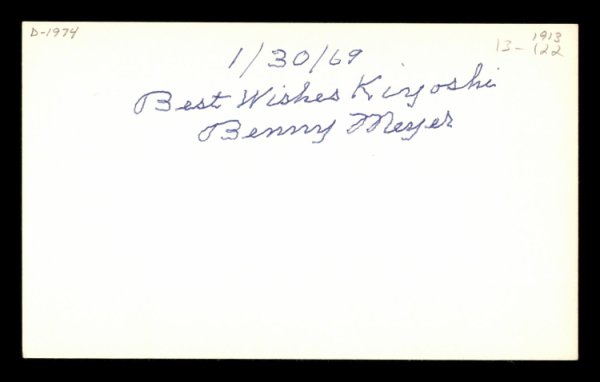 D-1974
1913
13-122
1/30/69
Best Wishes Kiyoshi
Benny Meyer